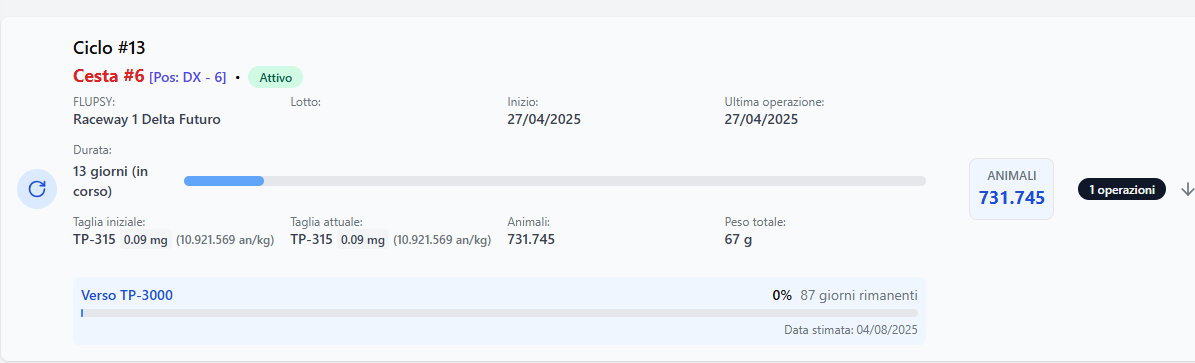 Ciclo #13
Cesta #6 [Pos: DX - 6] • Attivo
FLUPSY: Lotto: Inizio: Ultima operazione:
Raceway 1 Delta Futuro 27/04/2025 27/04/2025
Durata:
13 giorni (in
corso)
ANIMALI
731.745
1 operazioni
Taglia iniziale: Taglia attuale: Animali: Peso totale:
TP-315 0.09 mg (10.921.569 an/kg) TP-315 0.09 mg (10.921.569 an/kg) 731.745 67 g
Verso TP-3000 0% 87 giorni rimanenti
Data stimata: 04/08/2025